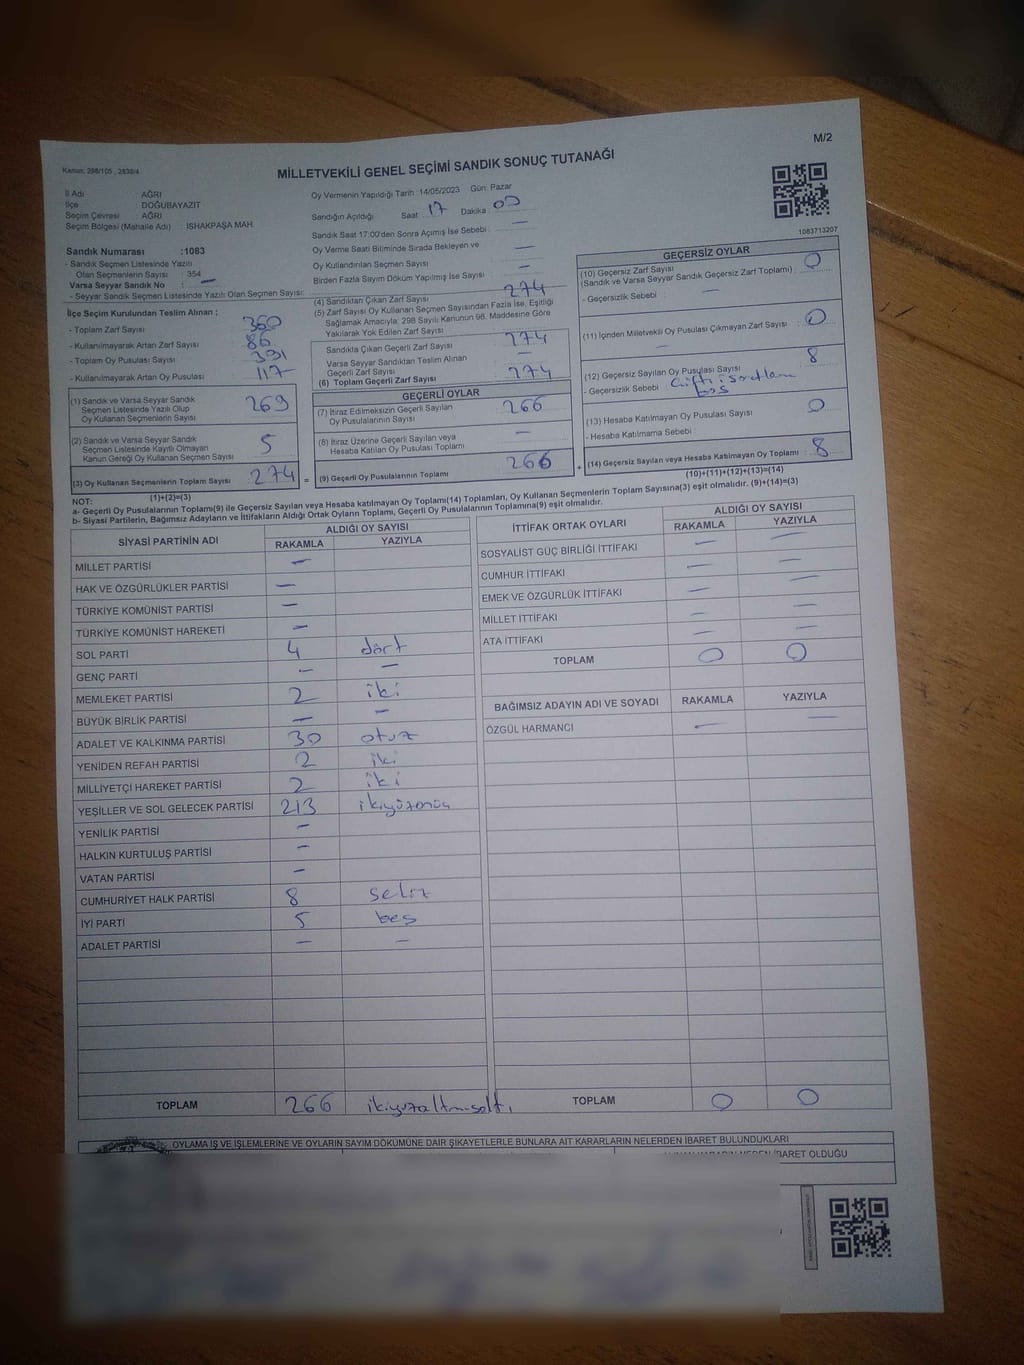 M/2
Kanun: 298/105 , 2839/4
MİLLETVEKİLİ GENEL SEÇİMİ SANDIK SONUÇ TUTANAĞI
İl Adı AĞRI
İlçe DOĞUBAYAZIT
Seçim Çevresi AĞRI
Seçim Bölgesi (Mahalle Adı) ISHAKPAŞA MAH.
Sandık Numarası :1083
- Sandık Seçmen Listesinde Yazılı
Olan Seçmenlerin Sayısı 354
Varsa Seyyar Sandık No : —
- Seyyar Sandık Seçmen Listesinde Yazılı Olan Seçmen Sayısı:
Oy Vermenin Yapıldığı Tarih 14/05/2023 Gün: Pazar
Sandığın Açıldığı Saat : 17 Dakika : 00
Sandık Saat 17:00'den Sonra Açımış İse Sebebi : —
Oy Verme Saati Bitiminde Sırada Bekleyen ve
Oy Kullandırılan Seçmen Sayısı : —
Birden Fazla Sayım Döküm Yapılmış İse Sayısı : —
1083713207
İlçe Seçim Kurulundan Teslim Alınan ;
- Toplam Zarf Sayısı 360
- Kullanılmayarak Artan Zarf Sayısı 86
- Toplam Oy Pusulası Sayısı 391
- Kullanılmayarak Artan Oy Pusulası 117
(1) Sandık ve Varsa Seyyar Sandık
Seçmen Listesinde Yazılı Olup
Oy Kullanan Seçmenlerin Sayısı 269
(2) Sandık ve Varsa Seyyar Sandık
Seçmen Listesinde Kayıtlı Olmayan
Kanun Gereği Oy Kullanan Seçmen Sayısı 5
(3) Oy Kullanan Seçmenlerin Toplam Sayısı 274
(1)+(2)=(3)
(4) Sandıktan Çıkan Zarf Sayısı 274
(5) Zarf Sayısı Oy Kullanan Seçmen Sayısından Fazla İse, Eşitliği
Sağlamak Amacıyla; 298 Sayılı Kanunun 98. Maddesine Göre
Yakılarak Yok Edilen Zarf Sayısı
Sandıkta Çıkan Geçerli Zarf Sayısı 274
Varsa Seyyar Sandıktan Teslim Alınan
Geçerli Zarf Sayısı —
(6) Toplam Geçerli Zarf Sayısı 274
GEÇERLİ OYLAR
(7) İtiraz Edilmeksizin Geçerli Sayılan
Oy Pusulalarının Sayısı 266
(8) İtiraz Üzerine Geçerli Sayılan veya
Hesaba Katılan Oy Pusulası Toplamı —
= (9) Geçerli Oy Pusulalarının Toplamı 266
GEÇERSİZ OYLAR
(10) Geçersiz Zarf Sayısı 0
(Sandık ve Varsa Seyyar Sandık Geçersiz Zarf Toplamı)
- Geçersizlik Sebebi : —
(11) İçinden Milletvekili Oy Pusulası Çıkmayan Zarf Sayısı 0
—
(12) Geçersiz Sayılan Oy Pusulası Sayısı 8
- Geçersizlik Sebebi boş
(13) Hesaba Katılmayan Oy Pusulası Sayısı 0
- Hesaba Katılmama Sebebi :
+ (14) Geçersiz Sayılan veya Hesaba Katılmayan Oy Toplamı 8
(10)+(11)+(12)+(13)=(14)
NOT:
a- Geçerli Oy Pusulalarının Toplamı(9) ile Geçersiz Sayılan veya Hesaba katılmayan Oy Toplamı(14) Toplamları, Oy Kullanan Seçmenlerin Toplam Sayısına(3) eşit olmalıdır. (9)+(14)=(3)
b- Siyasi Partilerin, Bağımsız Adayların ve İttifakların Aldığı Ortak Oyların Toplamı, Geçerli Oy Pusulalarının Toplamına(9) eşit olmalıdır.
SİYASİ PARTİNİN ADI ALDIĞI OY SAYISI
RAKAMLA YAZIYLA
MİLLET PARTİSİ —
HAK VE ÖZGÜRLÜKLER PARTİSİ —
TÜRKİYE KOMÜNİST PARTİSİ —
TÜRKİYE KOMÜNİST HAREKETİ —
SOL PARTİ 4 dört
GENÇ PARTİ — —
MEMLEKET PARTİSİ 2 iki
BÜYÜK BİRLİK PARTİSİ — —
ADALET VE KALKINMA PARTİSİ 30 otuz
YENİDEN REFAH PARTİSİ 2 iki
MİLLİYETÇİ HAREKET PARTİSİ 2 iki
YEŞİLLER VE SOL GELECEK PARTİSİ 213 ikiyüzonüç
YENİLİK PARTİSİ —
HALKIN KURTULUŞ PARTİSİ —
VATAN PARTİSİ —
CUMHURİYET HALK PARTİSİ 8 sekiz
İYİ PARTİ 5 beş
ADALET PARTİSİ — —
TOPLAM 266 ikiyüzaltmışaltı
İTTİFAK ORTAK OYLARI ALDIĞI OY SAYISI
RAKAMLA YAZIYLA
SOSYALİST GÜÇ BİRLİĞİ İTTİFAKI — —
CUMHUR İTTİFAKI — —
EMEK VE ÖZGÜRLÜK İTTİFAKI — —
MİLLET İTTİFAKI — —
ATA İTTİFAKI — —
TOPLAM 0 0
BAĞIMSIZ ADAYIN ADI VE SOYADI RAKAMLA YAZIYLA
ÖZGÜL HARMANCI — —
TOPLAM 0 0
OYLAMA İŞ VE İŞLEMLERİNE VE OYLARIN SAYIM DÖKÜMÜNE DAİR ŞİKAYETLERLE BUNLARA AİT KARARLARIN NELERDEN İBARET BULUNDUKLARI
İBARET OLDUĞU